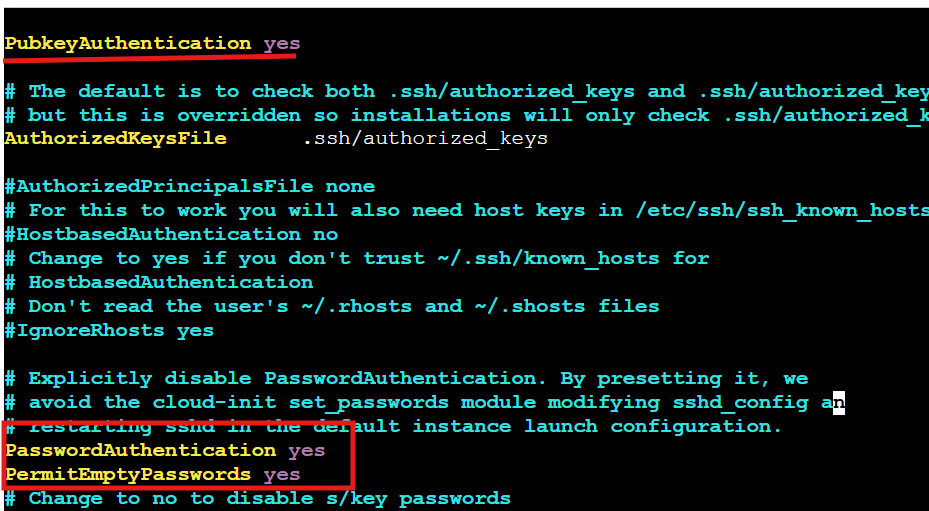 PubkeyAuthentication yes
# The default is to check both .ssh/authorized_keys and .ssh/authorized_key
# but this is overridden so installations will only check .ssh/authorized_k
AuthorizedKeysFile .ssh/authorized_keys
#AuthorizedPrincipalsFile none
# For this to work you will also need host keys in /etc/ssh/ssh_known_hosts
#HostbasedAuthentication no
# Change to yes if you don't trust ~/.ssh/known_hosts for
# HostbasedAuthentication
# Don't read the user's ~/.rhosts and ~/.shosts files
#IgnoreRhosts yes
# Explicitly disable PasswordAuthentication. By presetting it, we
# avoid the cloud-init set_passwords module modifying sshd_config an
# restarting sshd in the default instance launch configuration.
PasswordAuthentication yes
PermitEmptyPasswords yes
# Change to no to disable s/key passwords